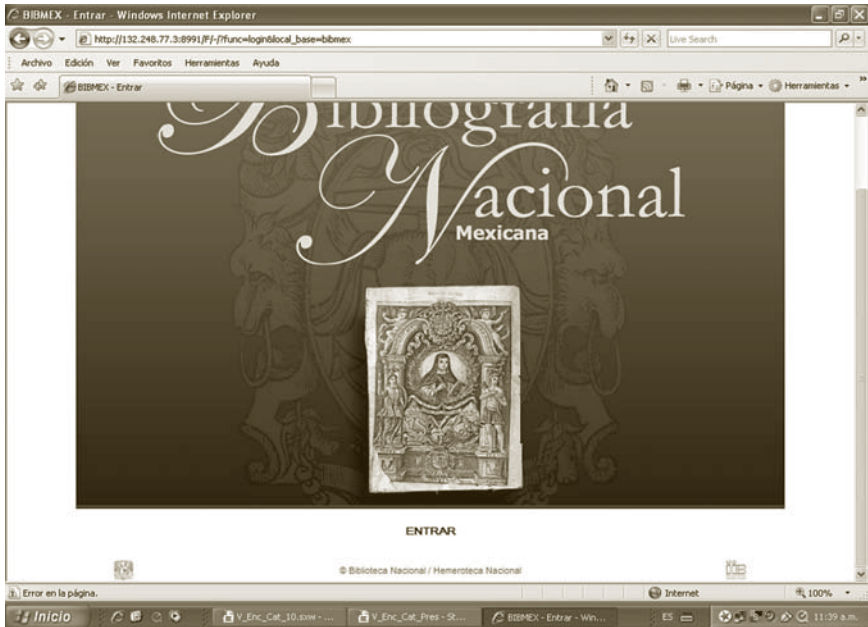 BIBMEX - Entrar - Windows Internet Explorer
http://132.248.77.3:8991/F/-/?func=login&local_base=bibmex
Live Search
Archivo Edición Ver Favoritos Herramientas Ayuda
BIBMEX - Entrar
Página Herramientas
Bibliografía
Nacional
Mexicana
ENTRAR
© Biblioteca Nacional / Hemeroteca Nacional
Error en la página.
Internet
100%
Inicio
V_Enc_Cat_10.sxw - ...
V_Enc_Cat_Pres - St...
BIBMEX - Entrar - Win...
ES
11:39 a.m.